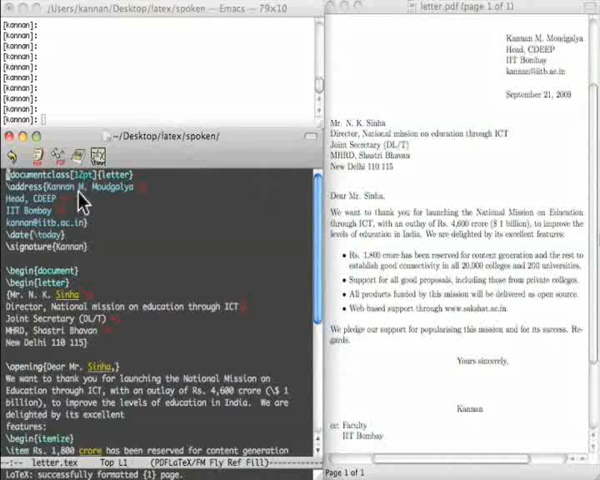 /Users/kannan/Desktop/latex/spoken - Emacs - 79x10
[kannan]:
[kannan]:
[kannan]:
[kannan]:
[kannan]:
[kannan]:
[kannan]:
[kannan]:
[kannan]:
~/Desktop/latex/spoken/
\documentclass[12pt]{letter}
\address{Kannan M. Moudgalya \\
Head, CDEEP \\
IIT Bombay \\
kannan@iitb.ac.in}
\date{\today}
\signature{Kannan}
\begin{document}
\begin{letter}
{Mr. N. K. Sinha \\
Director, National mission on education through ICT\\
Joint Secretary (DL/T) \\
MHRD, Shastri Bhavan \\
New Delhi 110 115}
\opening{Dear Mr. Sinha,}
We want to thank you for launching the National Mission on
Education through ICT, with an outlay of Rs. 4,600 crore (\$ 1
billion), to improve the levels of education in India. We are
delighted by its excellent
features:
\begin{itemize}
\item Rs. 1,800 crore has been reserved for content generation
--:--- letter.tex Top L1 (PDFLaTeX/FM Fly Ref Fill)
LaTeX: successfully formatted {1} page.
letter.pdf (page 1 of 1)
Kannan M. Moudgalya
Head, CDEEP
IIT Bombay
kannan@iitb.ac.in
September 21, 2009
Mr. N. K. Sinha
Director, National mission on education through ICT
Joint Secretary (DL/T)
MHRD, Shastri Bhavan
New Delhi 110 115
Dear Mr. Sinha,
We want to thank you for launching the National Mission on Education
through ICT, with an outlay of Rs. 4,600 crore ($ 1 billion), to improve the
levels of education in India. We are delighted by its excellent features:
• Rs. 1,800 crore has been reserved for content generation and the rest to
establish good connectivity in all 20,000 colleges and 200 universities.
• Support for all good proposals, including those from private colleges.
• All products funded by this mission will be delivered as open source.
• Web based support through www.sakshat.ac.in.
We pledge our support for popularising this mission and for its success. Re-
gards.
Yours sincerely,
Kannan
cc: Faculty
IIT Bombay
Page 1 of 1